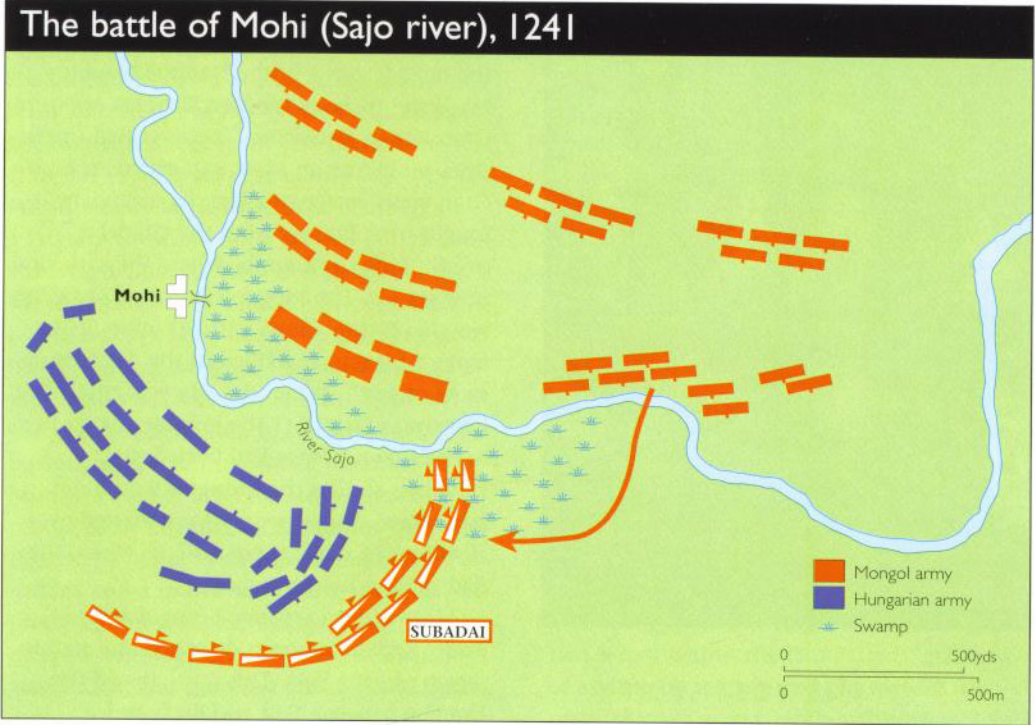 The battle of Mohi (Sajo river), 1241
Mohi
River Sajo
SUBADAI
Mongol army
Hungarian army
Swamp
0 500yds
0 500m